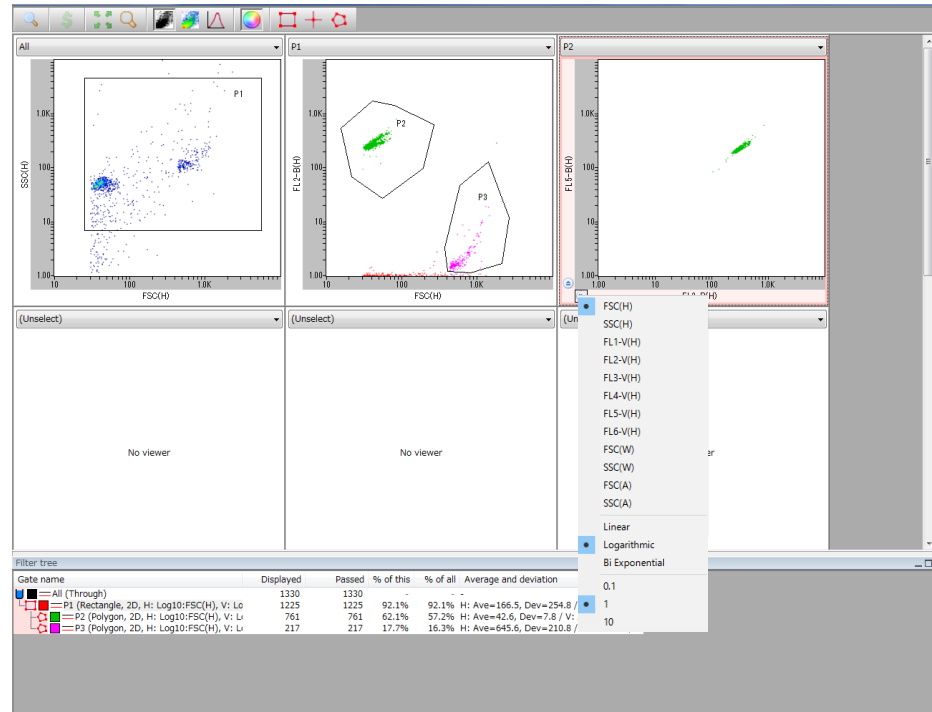 All
P1
P2
SSC(H)
1.0K
100
10
1.00
P1
10
100
1.0K
FSC(H)
FL2-B(H)
1.0K
100
10
1.00
P2
P3
10
100
1.0K
FSC(H)
FL5-B(H)
1.0K
100
10
1.00
1.00
10
100
1.0K
(Unselect)
(Unselect)
(Un
No viewer
No viewer
er
FSC(H)
SSC(H)
FL1-V(H)
FL2-V(H)
FL3-V(H)
FL4-V(H)
FL5-V(H)
FL6-V(H)
FSC(W)
SSC(W)
FSC(A)
SSC(A)
Linear
Logarithmic
Bi Exponential
0.1
1
10
Filter tree
Gate name Displayed Passed % of this % of all Average and deviation
All (Through) 1330 1330 - - -
P1 (Rectangle, 2D, H: Log10:FSC(H), V: Lo 1225 1225 92.1% 92.1% H: Ave=166.5, Dev=254.8 /
P2 (Polygon, 2D, H: Log10:FSC(H), V: L 761 761 62.1% 57.2% H: Ave=42.6, Dev=7.8 / V:
P3 (Polygon, 2D, H: Log10:FSC(H), V: L 217 217 17.7% 16.3% H: Ave=645.6, Dev=210.8 /